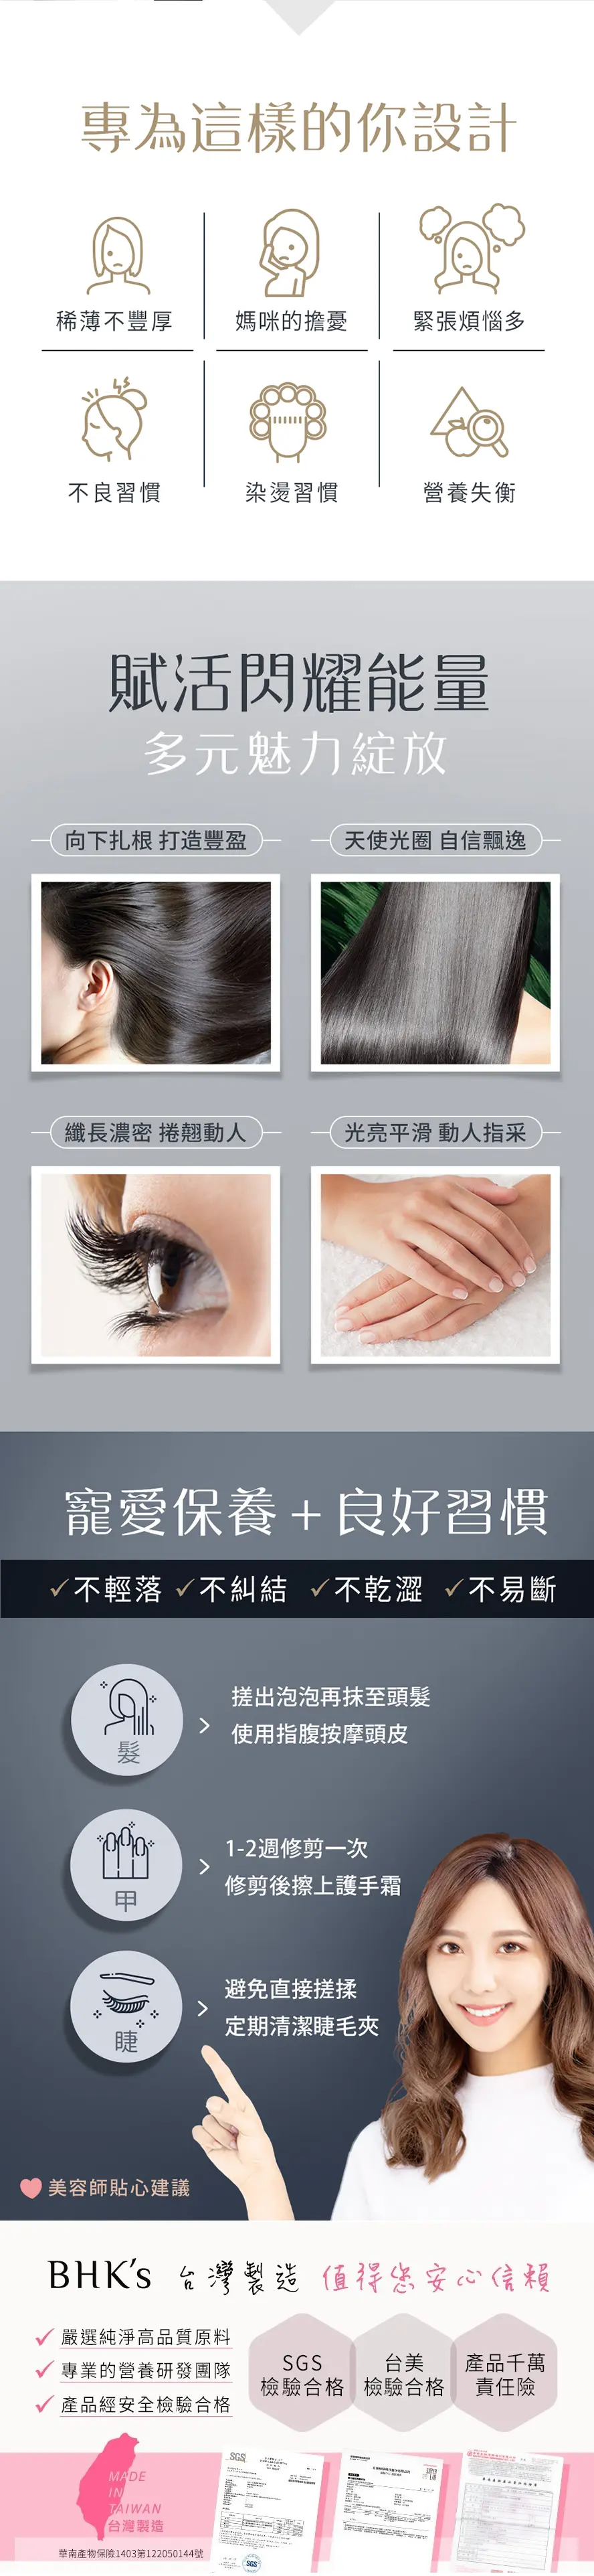 專為這樣的你設計
稀薄不豐厚
媽咪的擔憂
緊張煩惱多
不良習慣
染燙習慣
營養失衡
賦活閃耀能量
多元魅力綻放
向下扎根 打造豐盈
天使光圈 自信飄逸
纖長濃密 捲翹動人
光亮平滑 動人指采
寵愛保養+良好習慣
✓不輕落 ✓不糾結 ✓不乾澀 ✓不易斷
髮
搓出泡泡再抹至頭髮
使用指腹按摩頭皮
甲
1-2週修剪一次
修剪後擦上護手霜
睫
避免直接搓揉
定期清潔睫毛夾
美容師貼心建議
BHK's 台灣製造 值得您安心信賴
嚴選純淨高品質原料
專業的營養研發團隊
產品經安全檢驗合格
SGS
檢驗合格
台美
檢驗合格
產品千萬
責任險
MADE
IN
TAIWAN
台灣製造
華南產物保險1403第122050144號
SGS
SGS